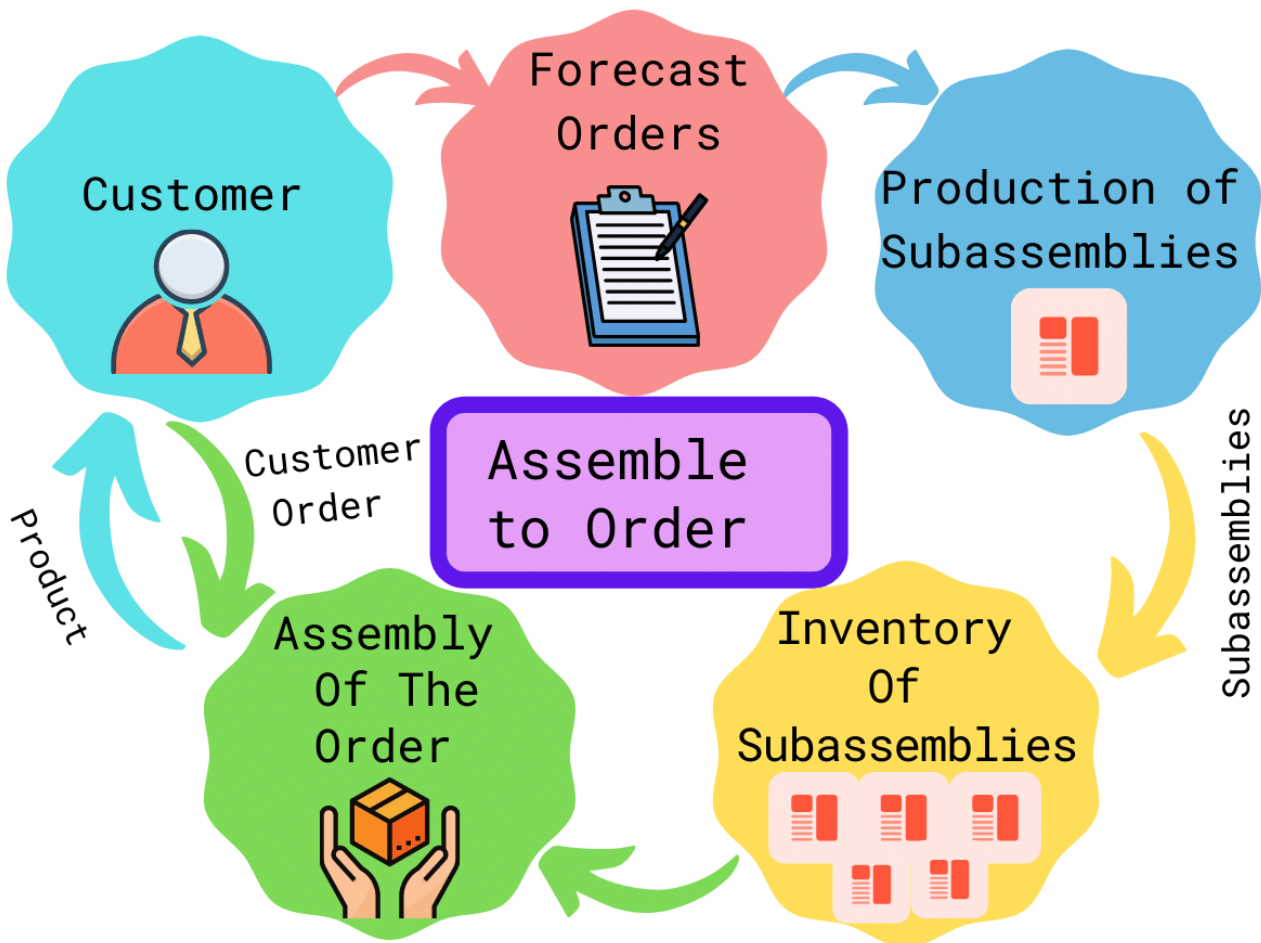 Customer
Forecast
Orders
Production of
Subassemblies
Customer
Order
Product
Assemble
to Order
Subassemblies
Assembly
Of The
Order
Inventory
Of
Subassemblies